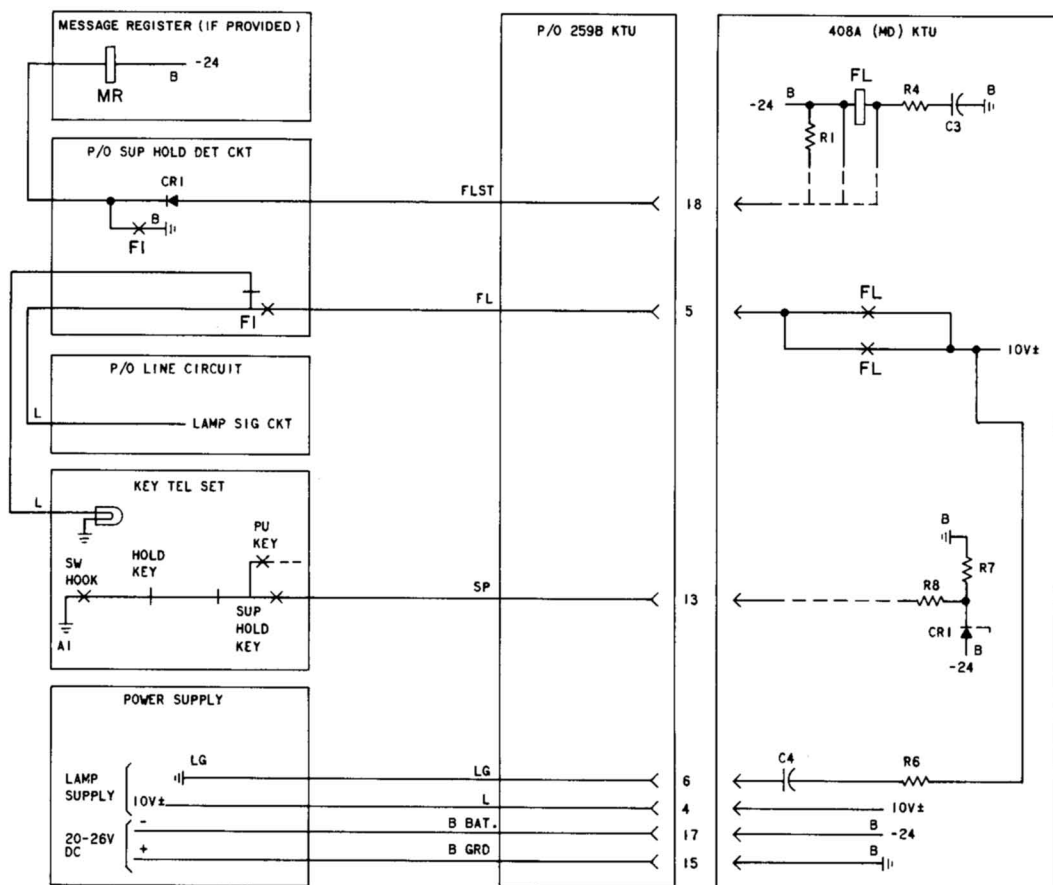 MESSAGE REGISTER (IF PROVIDED)
MR
B
-24
P/O SUP HOLD DET CKT
CR1
F1
B
FLST
F1
FL
P/O LINE CIRCUIT
L
LAMP SIG CKT
KEY TEL SET
L
SW HOOK
HOLD KEY
PU KEY
SUP HOLD KEY
A1
SP
POWER SUPPLY
LAMP SUPPLY
LG
LG
10V±
L
20-26V DC
-
B BAT.
+
B GRD
P/O 259B KTU
18
5
13
6
4
17
15
408A (MD) KTU
-24
B
FL
R1
R4
C3
B
FL
FL
10V±
B
R7
R8
CR1
B
-24
C4
R6
10V±
B
-24
B